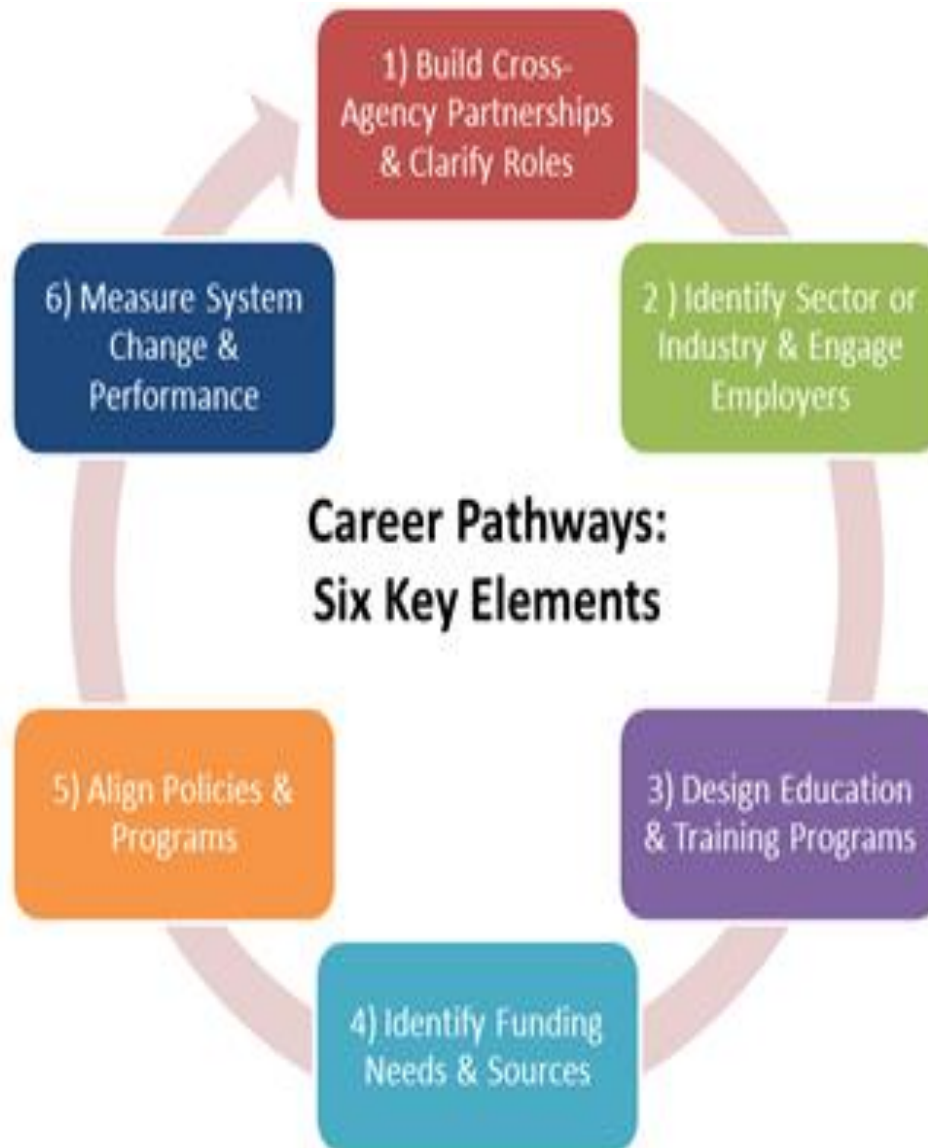 1) Build Cross-
Agency Partnerships
& Clarify Roles
2 ) Identify Sector or
Industry & Engage
Employers
3) Design Education
& Training Programs
4) Identify Funding
Needs & Sources
5) Align Policies &
Programs
6) Measure System
Change &
Performance
Career Pathways:
Six Key Elements